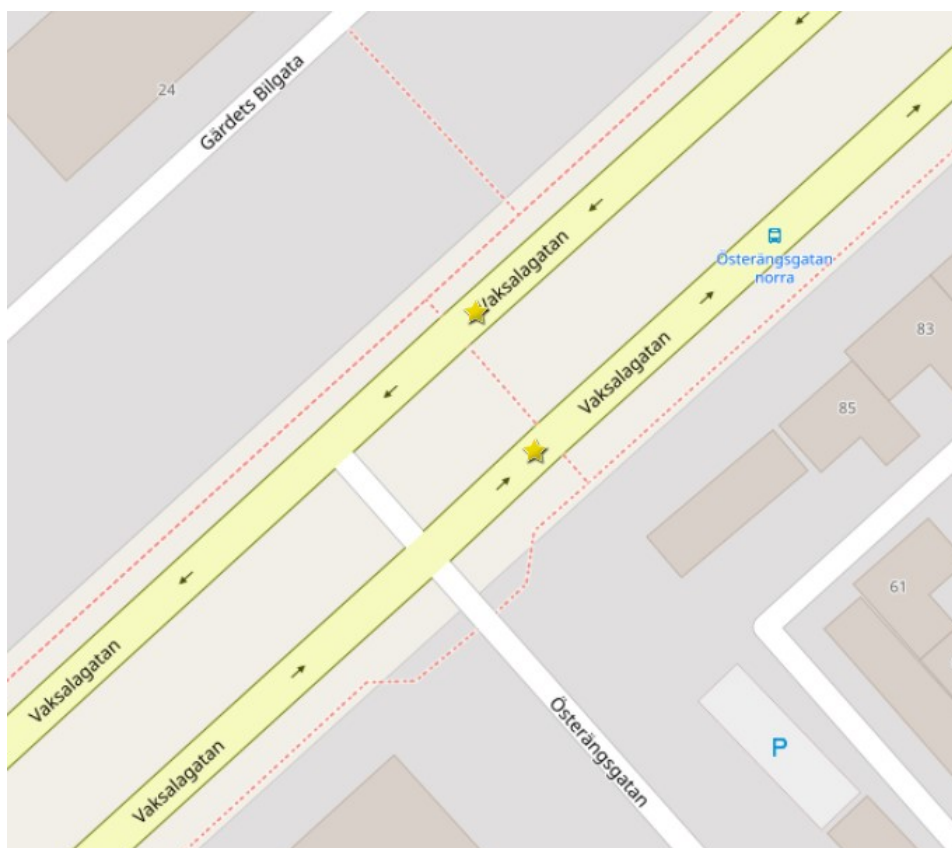 24
Gärdets Bilgata
Vaksalagatan
Österängsgatan
norra
Vaksalagatan
83
85
61
Vaksalagatan
Vaksalagatan
Österängsgatan
P